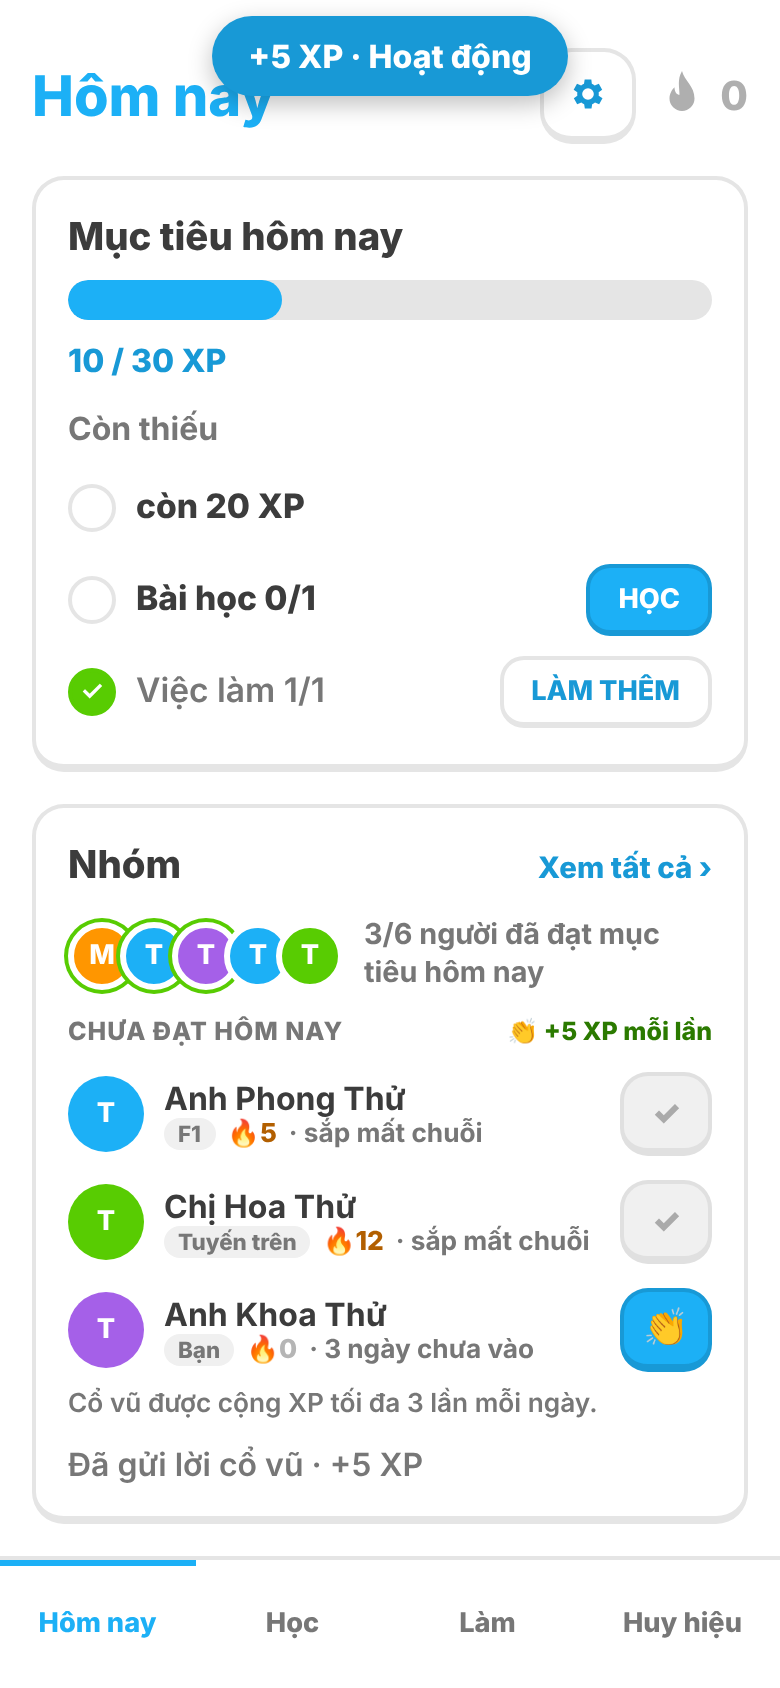 +5 XP · Hoạt động
Hôm nay
0
Mục tiêu hôm nay
10 / 30 XP
Còn thiếu
còn 20 XP
Bài học 0/1
HỌC
Việc làm 1/1
LÀM THÊM
Nhóm
Xem tất cả ›
M T T T T
3/6 người đã đạt mục
tiêu hôm nay
CHƯA ĐẠT HÔM NAY
👏 +5 XP mỗi lần
T
Anh Phong Thử
F1 🔥5 · sắp mất chuỗi
T
Chị Hoa Thử
Tuyến trên 🔥12 · sắp mất chuỗi
T
Anh Khoa Thử
Bạn 🔥0 · 3 ngày chưa vào
👏
Cổ vũ được cộng XP tối đa 3 lần mỗi ngày.
Đã gửi lời cổ vũ · +5 XP
Hôm nay
Học
Làm
Huy hiệu